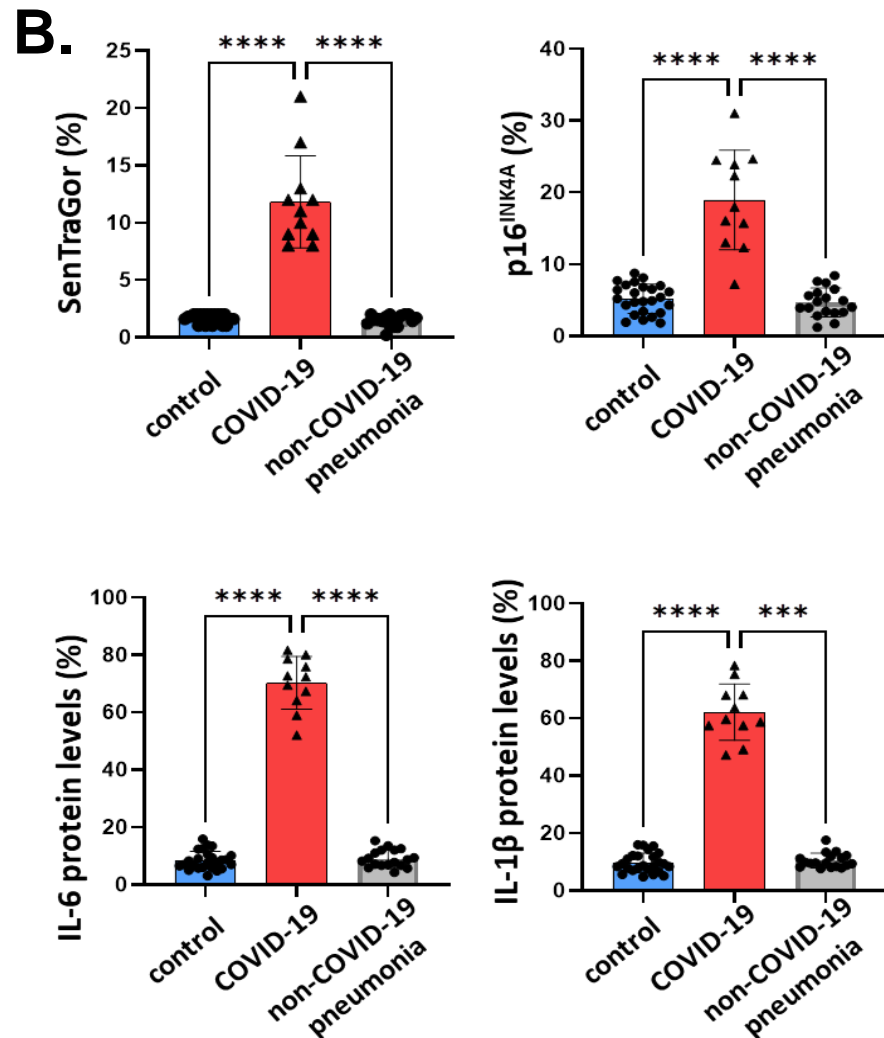 B.
SenTraGor (%)
25
20
15
10
5
0
**** ****
control
COVID-19
non-COVID-19
pneumonia
p16INK4A (%)
40
30
20
10
0
**** ****
control
COVID-19
non-COVID-19
pneumonia
IL-6 protein levels (%)
100
80
60
40
20
0
**** ****
control
COVID-19
non-COVID-19
pneumonia
IL-1β protein levels (%)
100
80
60
40
20
0
**** ***
control
COVID-19
non-COVID-19
pneumonia